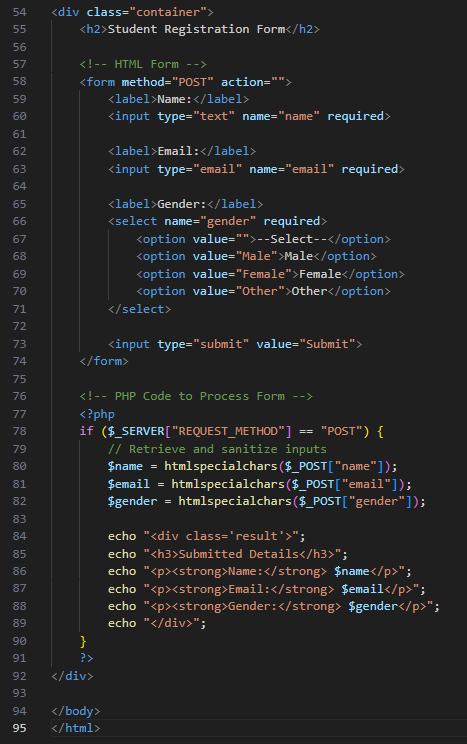 54 <div class="container">
55     <h2>Student Registration Form</h2>
56
57     <!-- HTML Form -->
58     <form method="POST" action="">
59         <label>Name:</label>
60         <input type="text" name="name" required>
61
62         <label>Email:</label>
63         <input type="email" name="email" required>
64
65         <label>Gender:</label>
66         <select name="gender" required>
67             <option value="">--Select--</option>
68             <option value="Male">Male</option>
69             <option value="Female">Female</option>
70             <option value="Other">Other</option>
71         </select>
72
73         <input type="submit" value="Submit">
74     </form>
75
76     <!-- PHP Code to Process Form -->
77     <?php
78     if ($_SERVER["REQUEST_METHOD"] == "POST") {
79         // Retrieve and sanitize inputs
80         $name = htmlspecialchars($_POST["name"]);
81         $email = htmlspecialchars($_POST["email"]);
82         $gender = htmlspecialchars($_POST["gender"]);
83
84         echo "<div class='result'>";
85         echo "<h3>Submitted Details</h3>";
86         echo "<p><strong>Name:</strong> $name</p>";
87         echo "<p><strong>Email:</strong> $email</p>";
88         echo "<p><strong>Gender:</strong> $gender</p>";
89         echo "</div>";
90     }
91     ?>
92 </div>
93
94 </body>
95 </html>